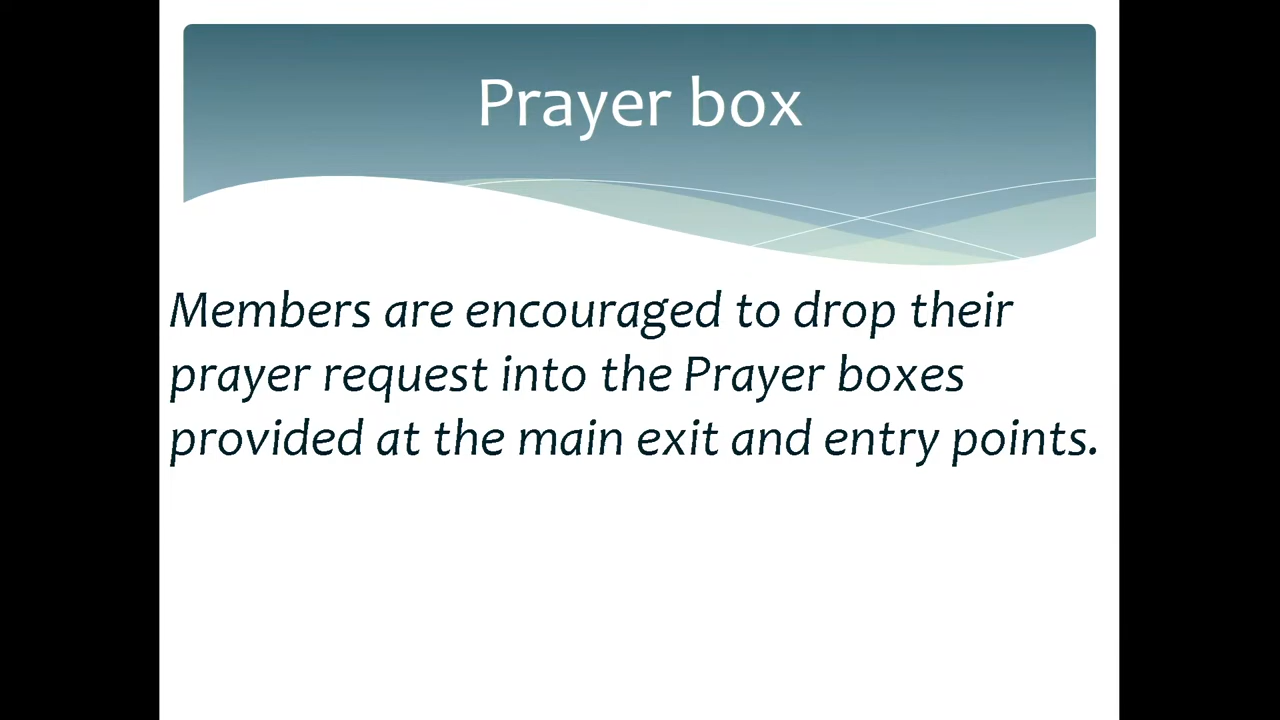 Prayer box
Members are encouraged to drop their
prayer request into the Prayer boxes
provided at the main exit and entry points.